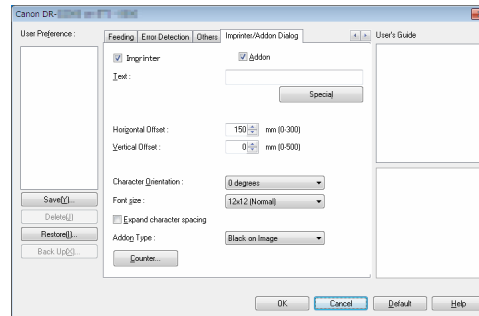 Canon DR-
User Preference :
Feeding Error Detection Others Imprinter/Addon Dialog
User's Guide
Imprinter Addon
Text :
Special
Horizontal Offset : 150 mm (0-300)
Vertical Offset : 0 mm (0-500)
Character Orientation : 0 degrees
Font size : 12x12 (Normal)
Expand character spacing
Addon Type : Black on Image
Counter...
Save(Y)...
Delete(J)
Restore(I)...
Back Up(X)...
OK Cancel Default Help